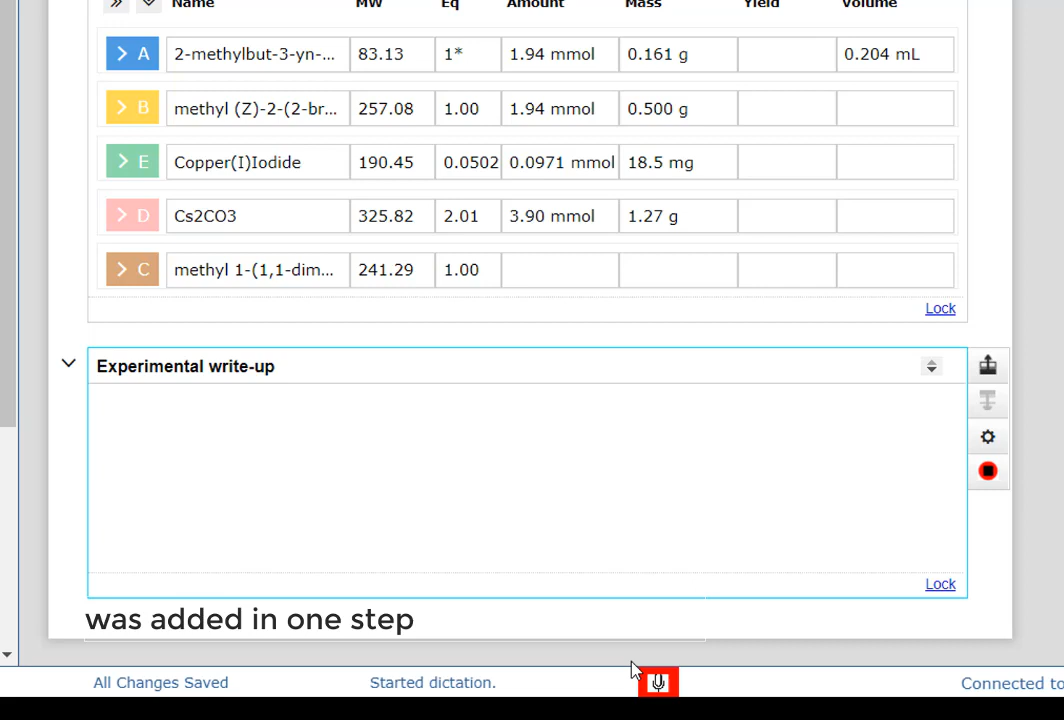 Name MW Eq Amount Mass Yield Volume
A 2-methylbut-3-yn-... 83.13 1* 1.94 mmol 0.161 g 0.204 mL
B methyl (Z)-2-(2-br... 257.08 1.00 1.94 mmol 0.500 g
E Copper(I)Iodide 190.45 0.0502 0.0971 mmol 18.5 mg
D Cs2CO3 325.82 2.01 3.90 mmol 1.27 g
C methyl 1-(1,1-dim... 241.29 1.00
Lock
Experimental write-up
Lock
was added in one step
All Changes Saved Started dictation. Connected to